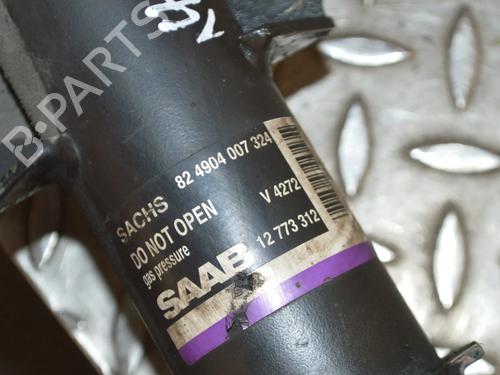 B-PARTS
SACHS 82 4904 007 324
DO NOT OPEN V 4272
gas pressure
SAAB 12 773 312